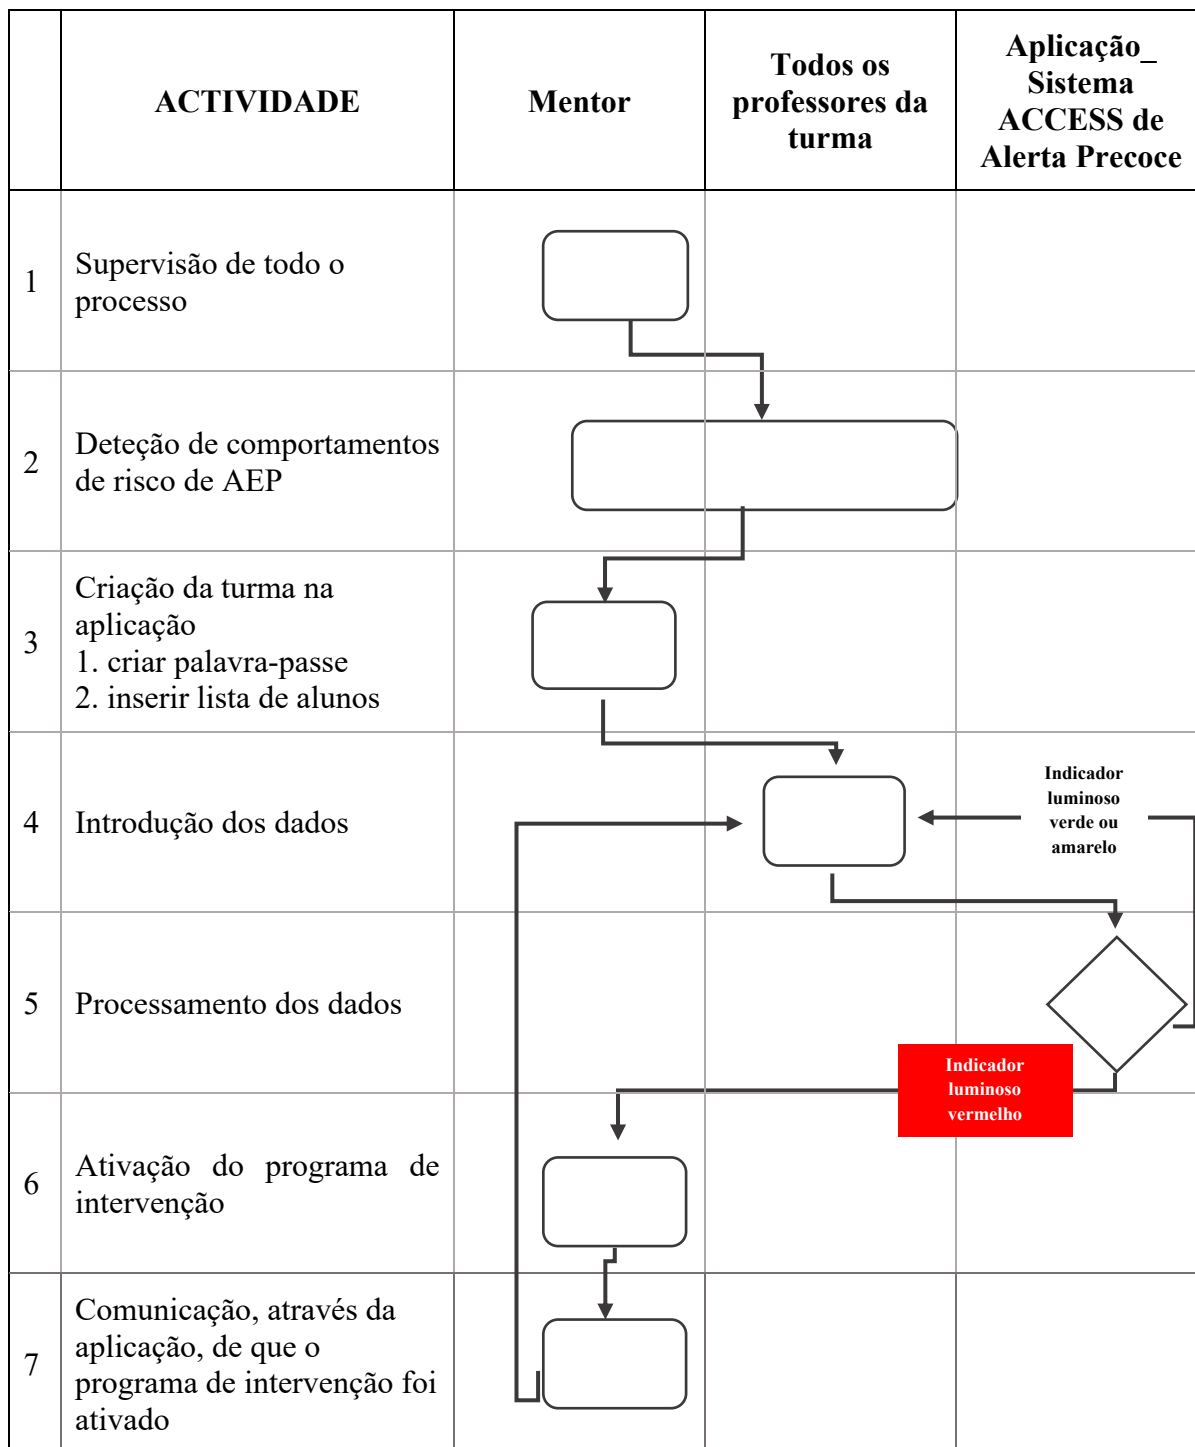 ACTIVIDADE
Mentor
Todos os
professores da
turma
Aplicação_
Sistema
ACCESS de
Alerta Precoce
1
Supervisão de todo o
processo
2
Deteção de comportamentos
de risco de AEP
3
Criação da turma na
aplicação
1. criar palavra-passe
2. inserir lista de alunos
4
Introdução dos dados
Indicador
luminoso
verde ou
amarelo
5
Processamento dos dados
Indicador
luminoso
vermelho
6
Ativação do programa de
intervenção
7
Comunicação, através da
aplicação, de que o
programa de intervenção foi
ativado